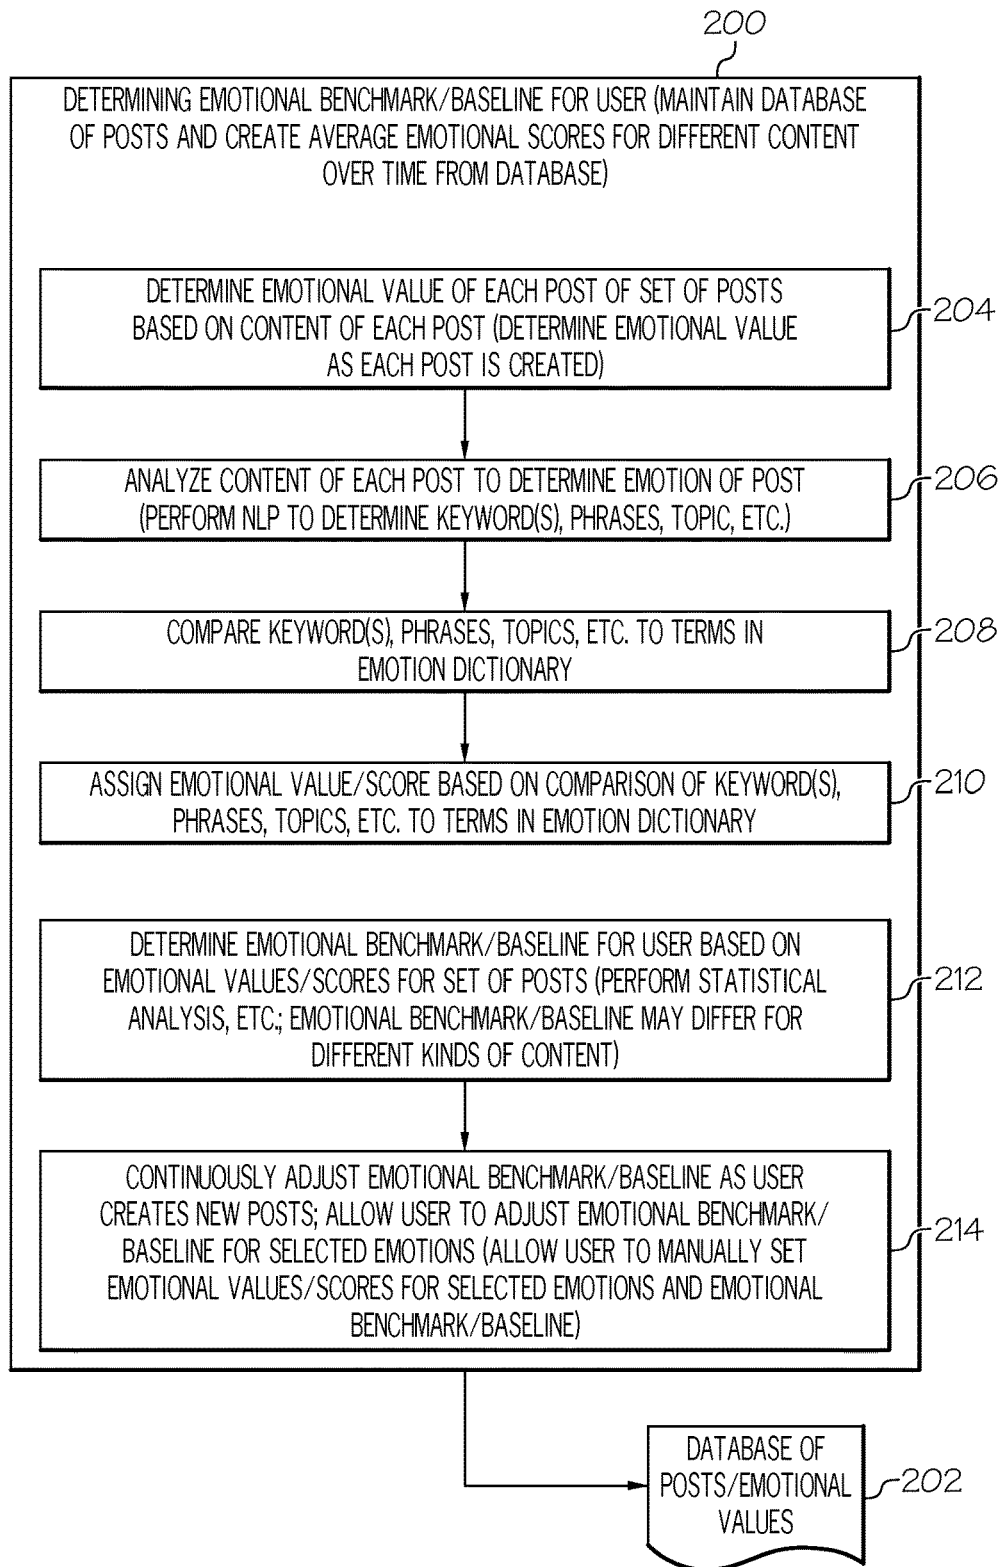 200
DETERMINING EMOTIONAL BENCHMARK/BASELINE FOR USER (MAINTAIN DATABASE
OF POSTS AND CREATE AVERAGE EMOTIONAL SCORES FOR DIFFERENT CONTENT
OVER TIME FROM DATABASE)
DETERMINE EMOTIONAL VALUE OF EACH POST OF SET OF POSTS
BASED ON CONTENT OF EACH POST (DETERMINE EMOTIONAL VALUE
AS EACH POST IS CREATED)
204
ANALYZE CONTENT OF EACH POST TO DETERMINE EMOTION OF POST
(PERFORM NLP TO DETERMINE KEYWORD(S), PHRASES, TOPIC, ETC.)
206
COMPARE KEYWORD(S), PHRASES, TOPICS, ETC. TO TERMS IN
EMOTION DICTIONARY
208
ASSIGN EMOTIONAL VALUE/SCORE BASED ON COMPARISON OF KEYWORD(S),
PHRASES, TOPICS, ETC. TO TERMS IN EMOTION DICTIONARY
210
DETERMINE EMOTIONAL BENCHMARK/BASELINE FOR USER BASED ON
EMOTIONAL VALUES/SCORES FOR SET OF POSTS (PERFORM STATISTICAL
ANALYSIS, ETC.; EMOTIONAL BENCHMARK/BASELINE MAY DIFFER FOR
DIFFERENT KINDS OF CONTENT)
212
CONTINUOUSLY ADJUST EMOTIONAL BENCHMARK/BASELINE AS USER
CREATES NEW POSTS; ALLOW USER TO ADJUST EMOTIONAL BENCHMARK/
BASELINE FOR SELECTED EMOTIONS (ALLOW USER TO MANUALLY SET
EMOTIONAL VALUES/SCORES FOR SELECTED EMOTIONS AND EMOTIONAL
BENCHMARK/BASELINE)
214
DATABASE OF
POSTS/EMOTIONAL
VALUES
202